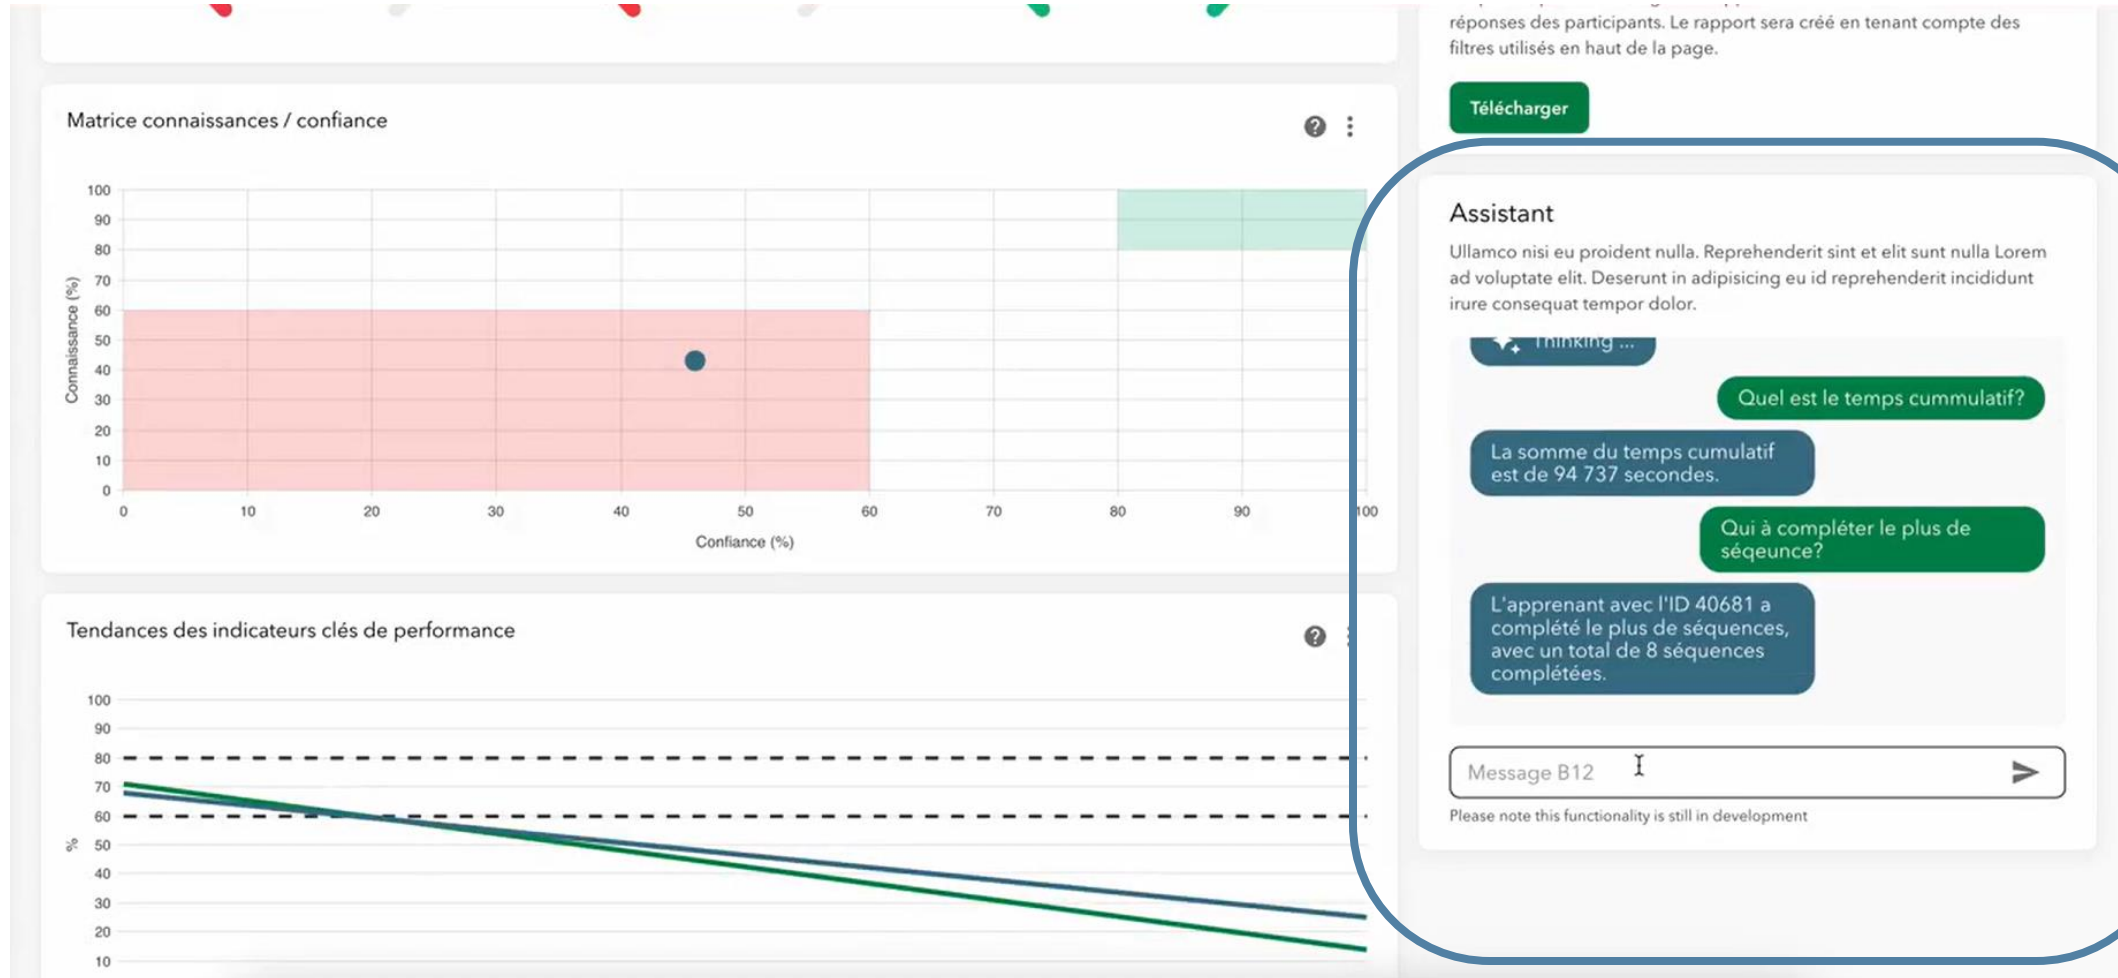 réponses des participants. Le rapport sera créé en tenant compte des
filtres utilisés en haut de la page.
Télécharger
Matrice connaissances / confiance
100
90
80
70
60
50
40
30
20
10
0
Connaissance (%)
0 10 20 30 40 50 60 70 80 90 100
Confiance (%)
Tendances des indicateurs clés de performance
100
90
80
70
60
50
40
30
20
10
%
Assistant
Ullamco nisi eu proident nulla. Reprehenderit sint et elit sunt nulla Lorem
ad voluptate elit. Deserunt in adipisicing eu id reprehenderit incididunt
irure consequat tempor dolor.
Thinking ...
Quel est le temps cummulatif?
La somme du temps cumulatif
est de 94 737 secondes.
Qui à compléter le plus de
séqeunce?
L'apprenant avec l'ID 40681 a
complété le plus de séquences,
avec un total de 8 séquences
complétées.
Message B12
Please note this functionality is still in development